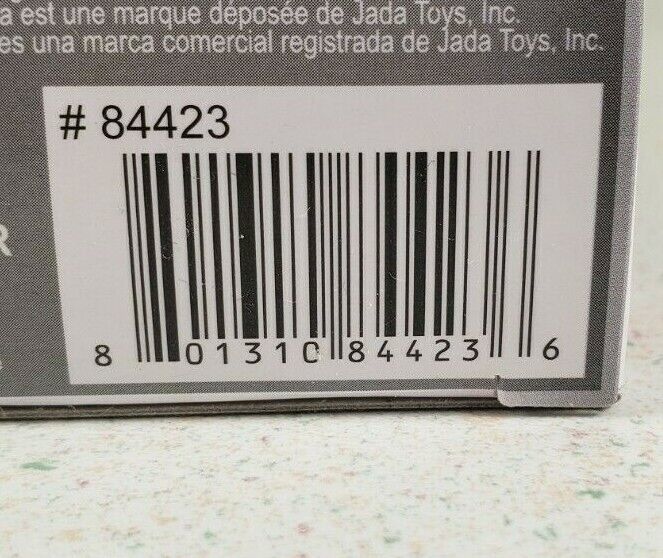 a est une marque déposée de Jada Toys, Inc.
es una marca comercial registrada de Jada Toys, Inc.
# 84423
R
8 01310 84423 6